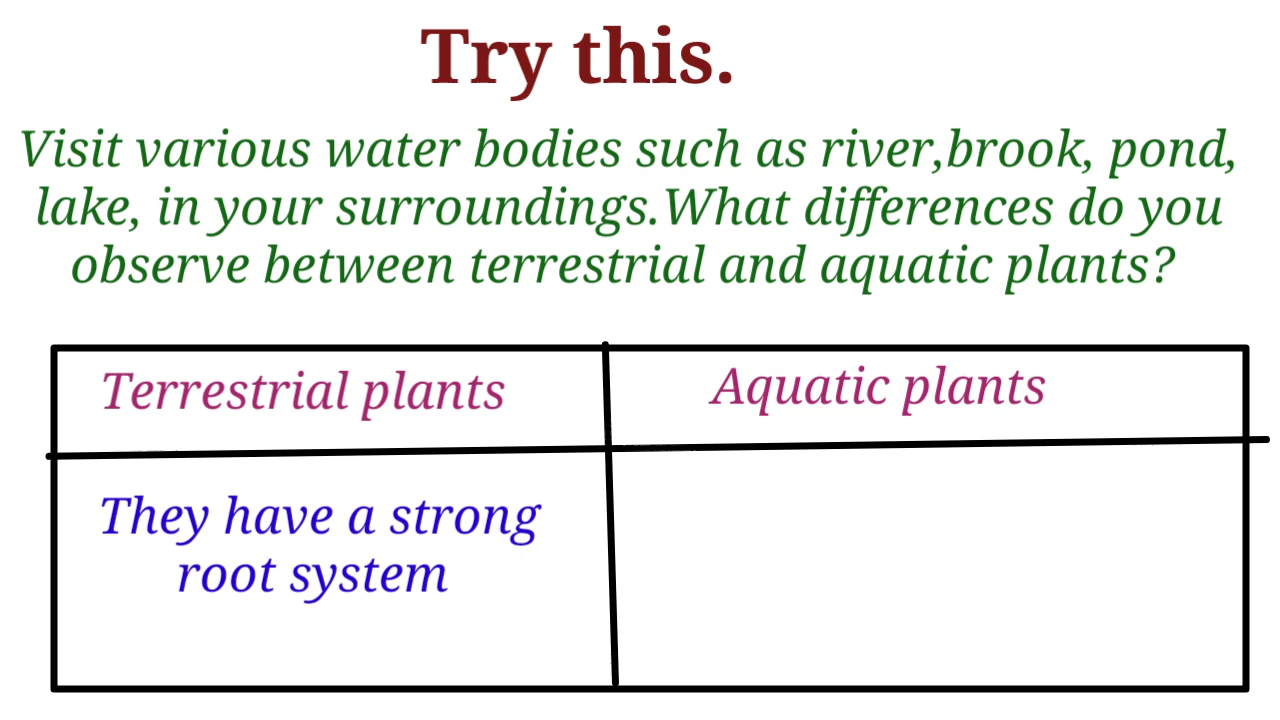 Try this.
Visit various water bodies such as river,brook, pond,
lake, in your surroundings.What differences do you
observe between terrestrial and aquatic plants?
Terrestrial plants
Aquatic plants
They have a strong
root system